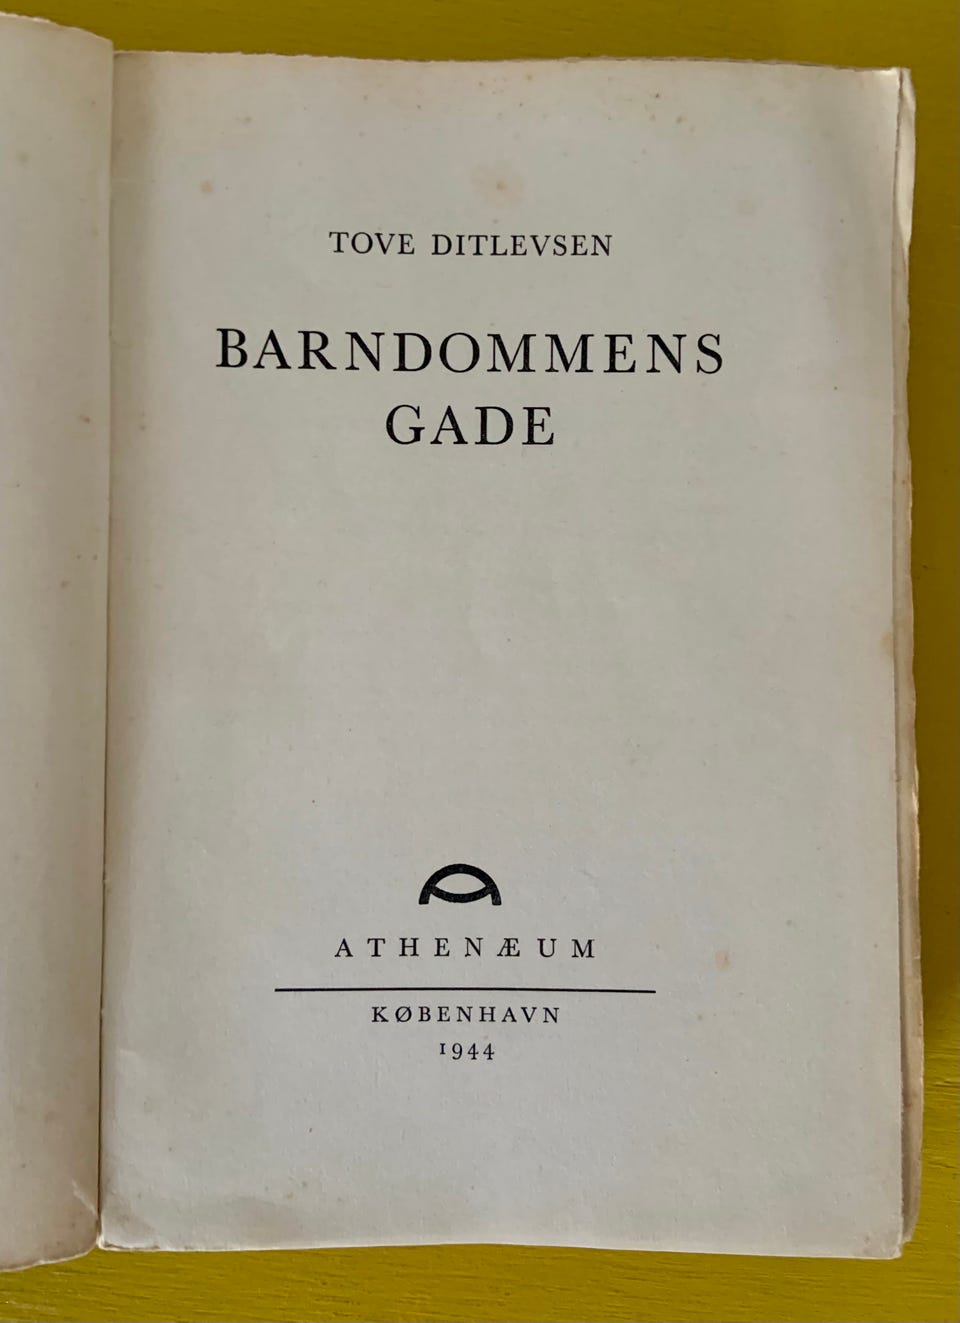 TOVE DITLEVSEN
BARNDOMMENS
GADE
ATHENÆUM
KØBENHAVN
1944